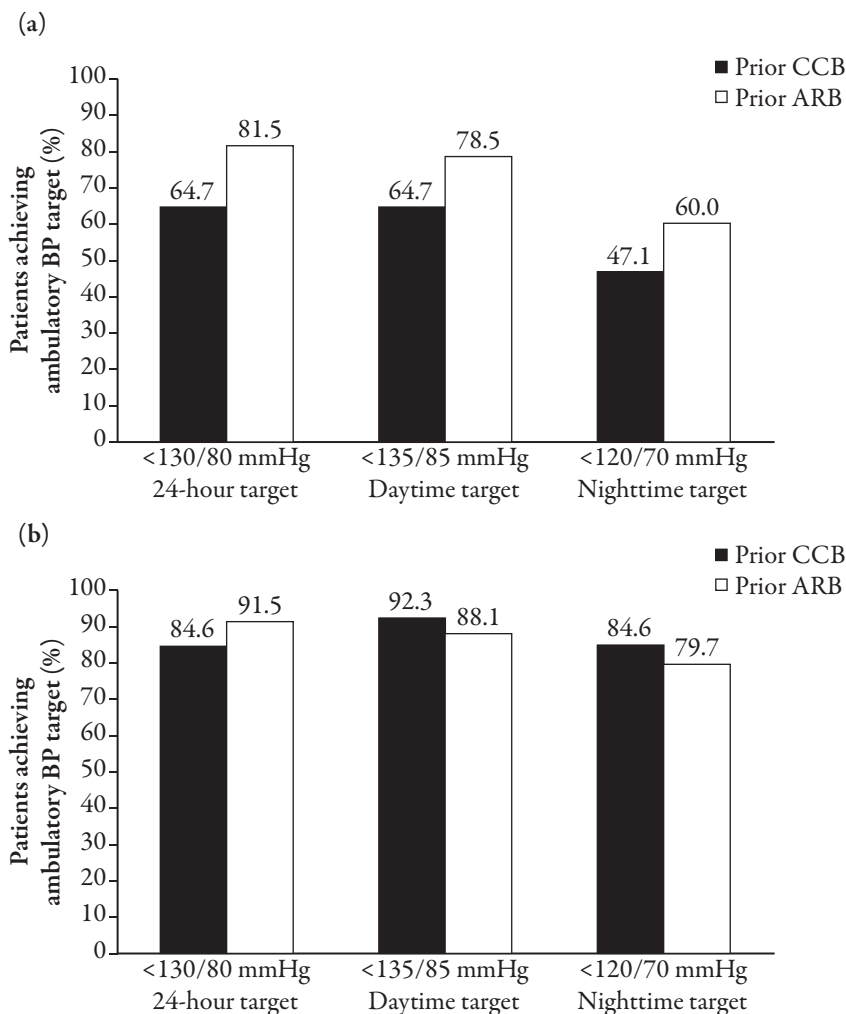 (a)
Prior CCB
Prior ARB
Patients achieving
ambulatory BP target (%)
100
90
80
70
60
50
40
30
20
10
0
64.7
81.5
64.7
78.5
47.1
60.0
<130/80 mmHg
24-hour target
<135/85 mmHg
Daytime target
<120/70 mmHg
Nighttime target
(b)
Prior CCB
Prior ARB
Patients achieving
ambulatory BP target (%)
100
90
80
70
60
50
40
30
20
10
0
84.6
91.5
92.3
88.1
84.6
79.7
<130/80 mmHg
24-hour target
<135/85 mmHg
Daytime target
<120/70 mmHg
Nighttime target